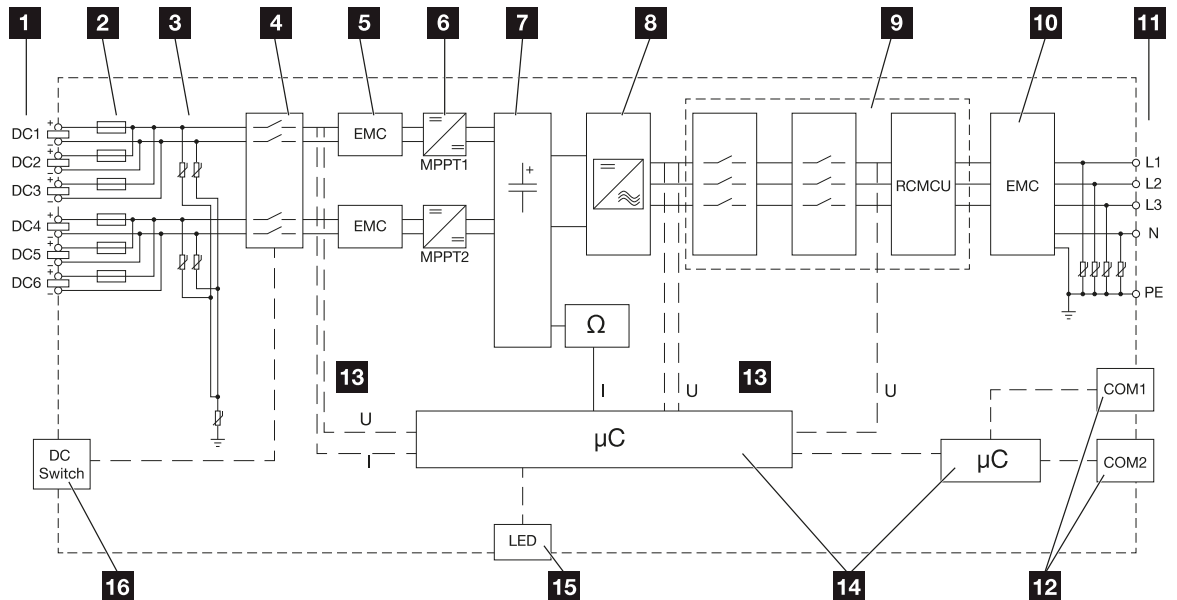 1 2 3 4 5 6 7 8 9 10 11
+
DC1
−
+
DC2
−
+
DC3
−
+
DC4
−
+
DC5
−
+
DC6
−
EMC
MPPT1
EMC
MPPT2
+
=
≋
RCMCU
EMC
L1
L2
L3
N
PE
Ω
13
13
I
U
U
U
I
µC
µC
COM1
COM2
DC
Switch
LED
16
15
14
12